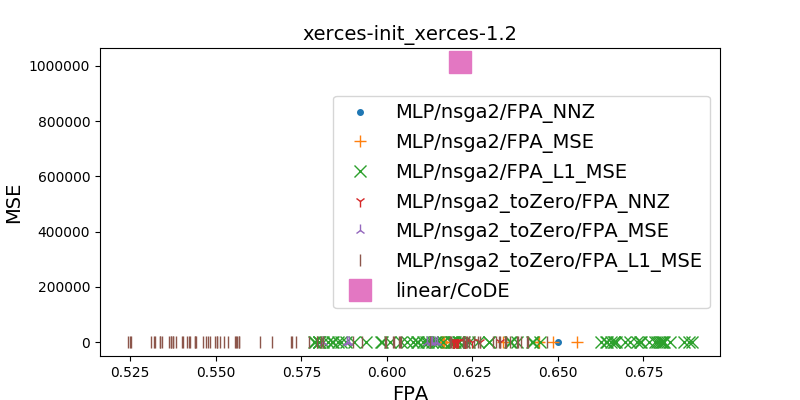 xerces-init_xerces-1.2
1000000
800000
600000
400000
200000
0
MSE
MLP/nsga2/FPA_NNZ
MLP/nsga2/FPA_MSE
MLP/nsga2/FPA_L1_MSE
MLP/nsga2_toZero/FPA_NNZ
MLP/nsga2_toZero/FPA_MSE
MLP/nsga2_toZero/FPA_L1_MSE
linear/CoDE
0.525 0.550 0.575 0.600 0.625 0.650 0.675
FPA